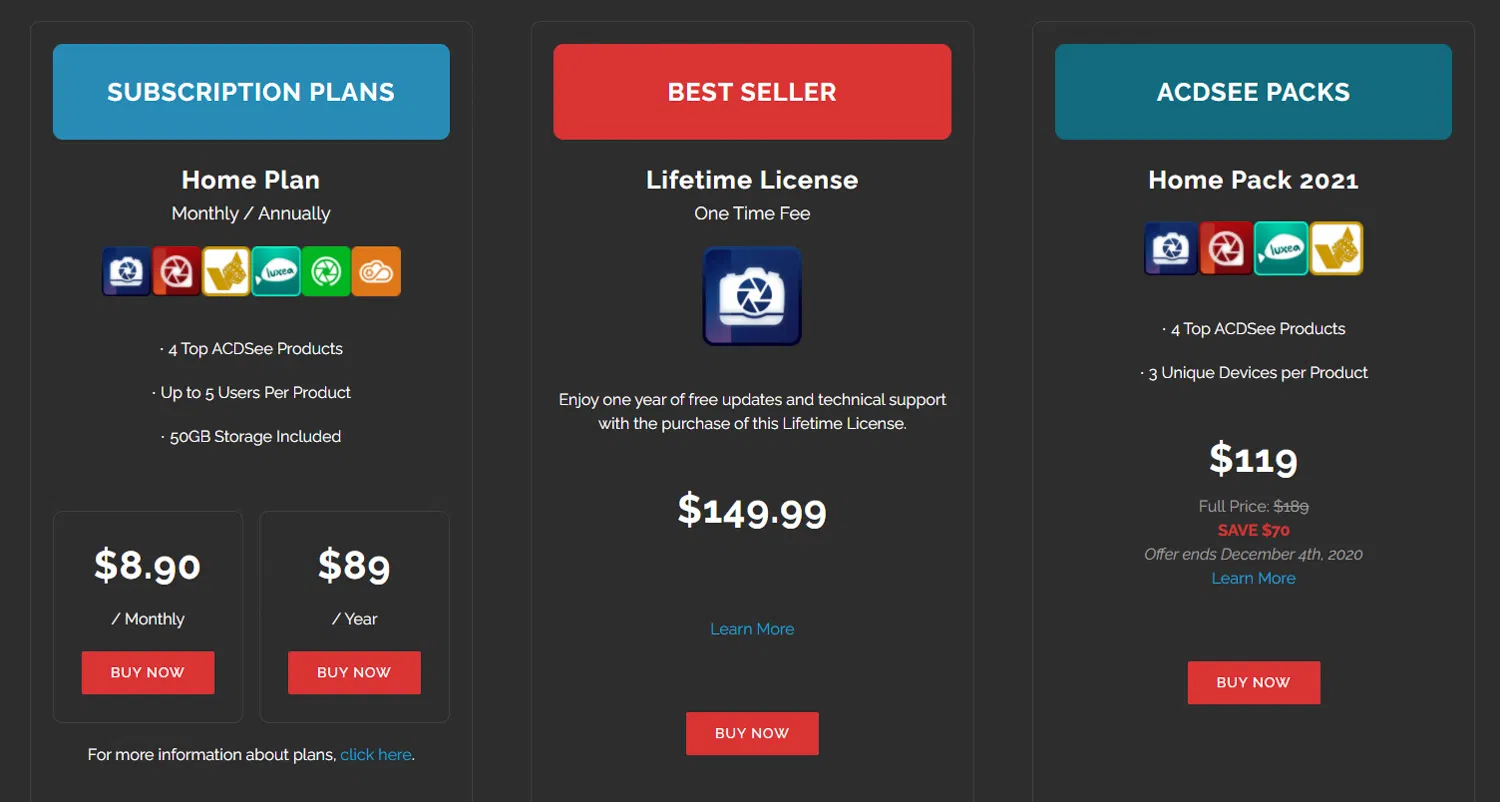 SUBSCRIPTION PLANS
Home Plan
Monthly / Annually
luxea
· 4 Top ACDSee Products
· Up to 5 Users Per Product
· 50GB Storage Included
$8.90
/ Monthly
BUY NOW
$89
/ Year
BUY NOW
For more information about plans, click here.
BEST SELLER
Lifetime License
One Time Fee
Enjoy one year of free updates and technical support
with the purchase of this Lifetime License.
$149.99
Learn More
BUY NOW
ACDSEE PACKS
Home Pack 2021
luxea
· 4 Top ACDSee Products
· 3 Unique Devices per Product
$119
Full Price: $189
SAVE $70
Offer ends December 4th, 2020
Learn More
BUY NOW